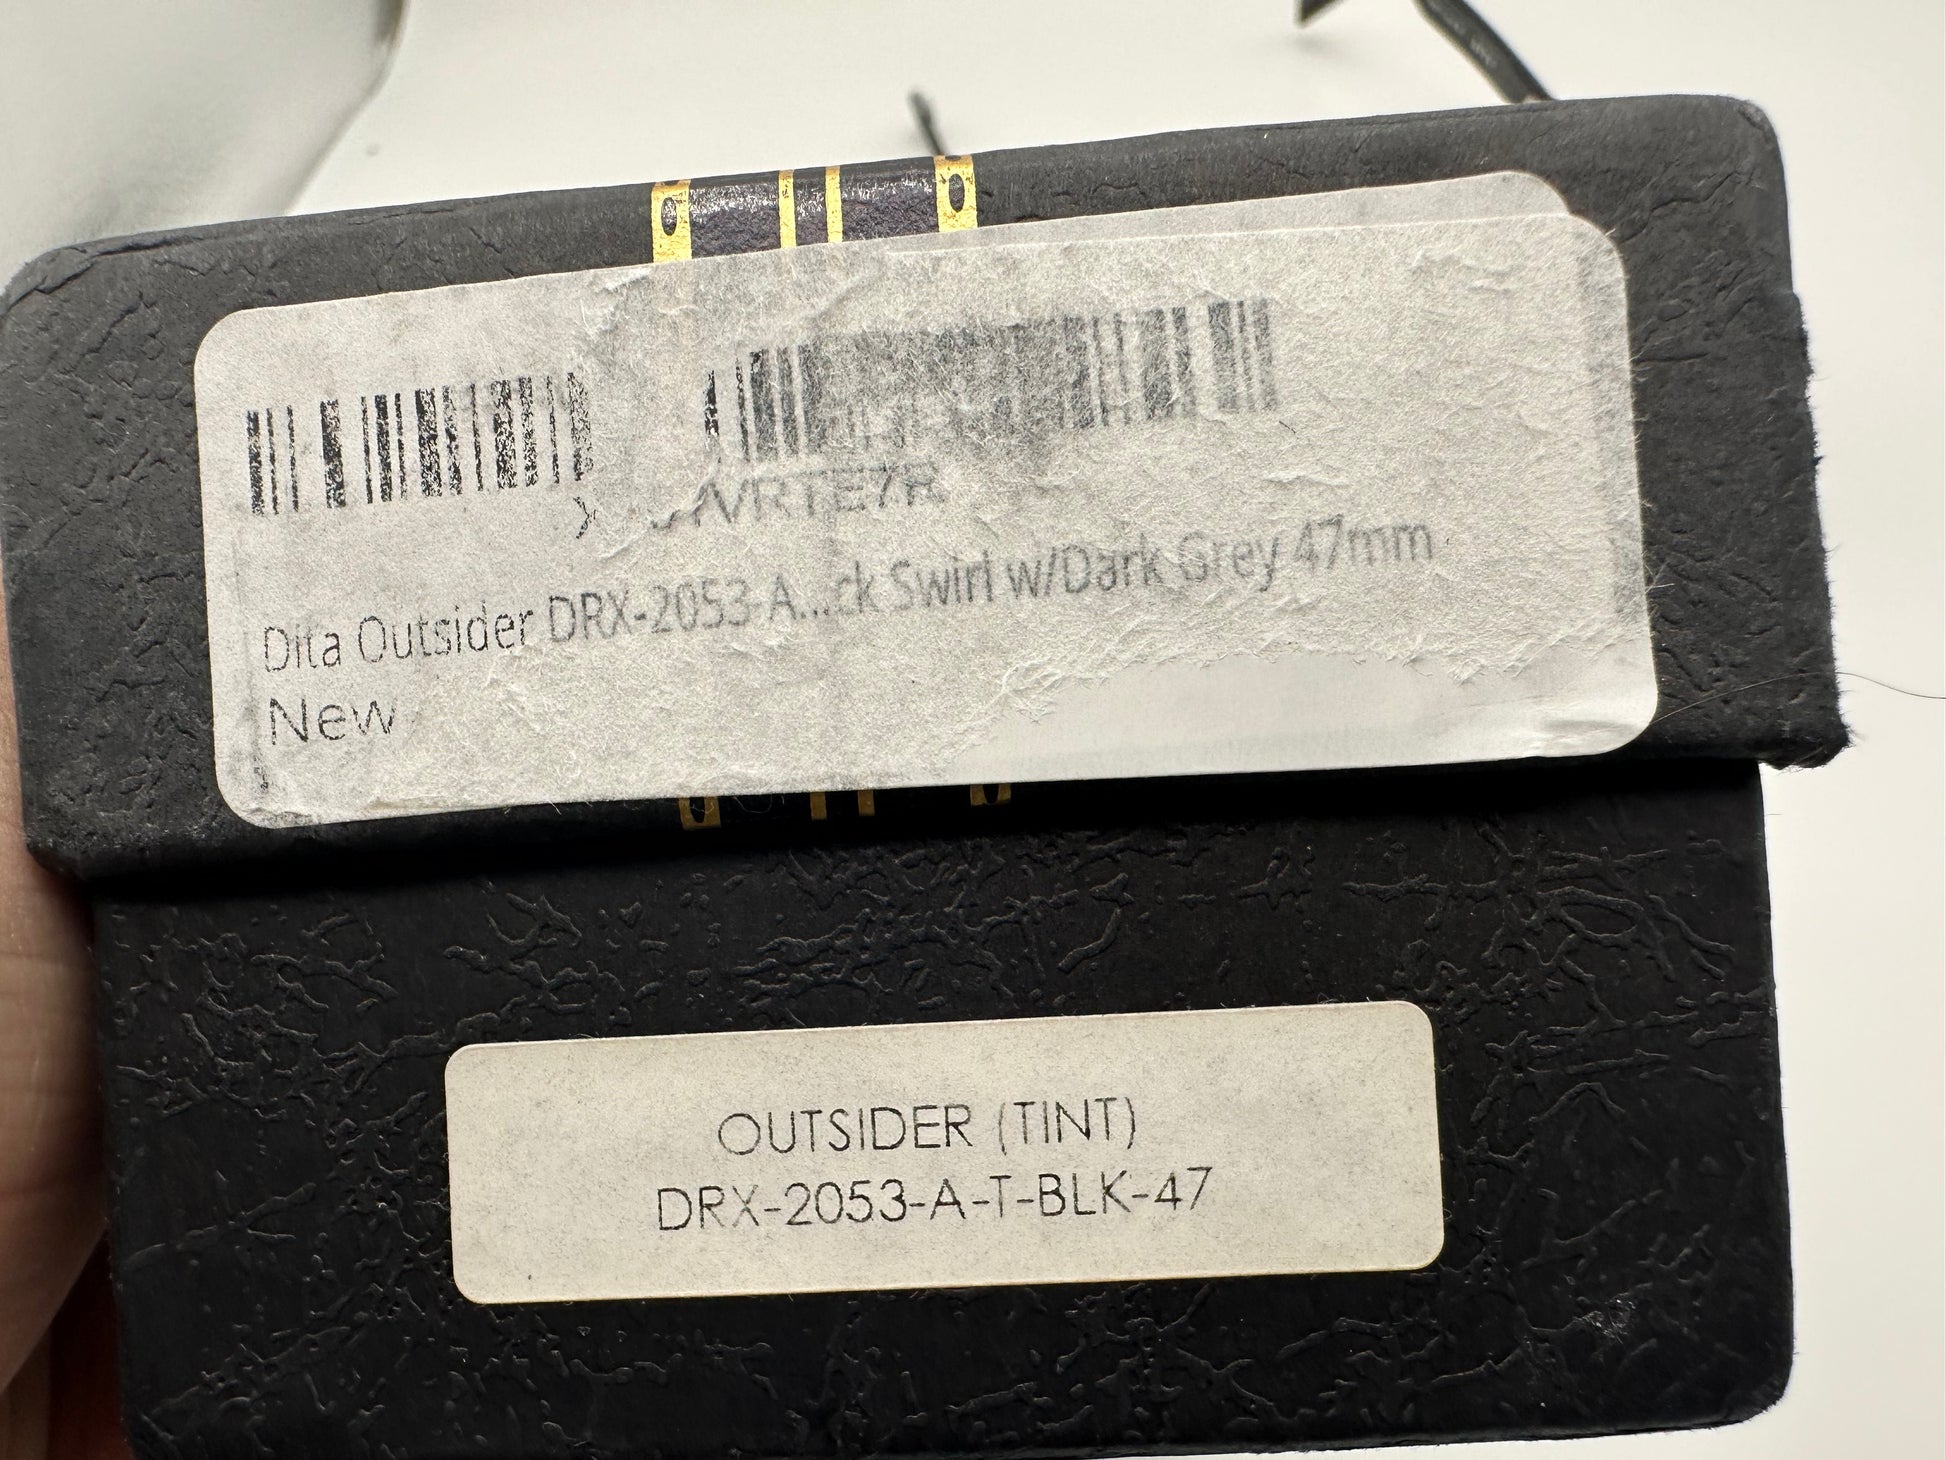 Dita Outsider DRX-2053-A...ck Swirl w/Dark Grey 47mm
New
OUTSIDER (TINT)
DRX-2053-A-T-BLK-47